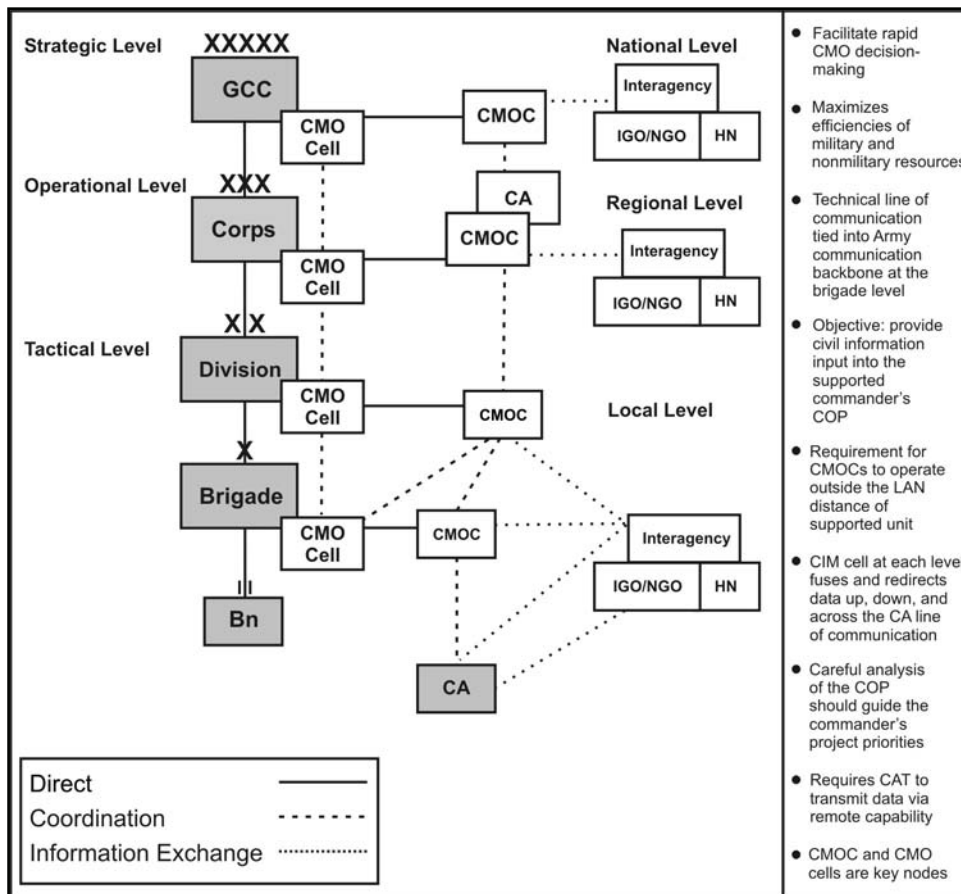 Strategic Level
XXXXX
GCC
CMO
Cell
CMOC
National Level
Interagency
IGO/NGO
HN
Operational Level
XXX
Corps
CMO
Cell
CA
CMOC
Regional Level
Interagency
IGO/NGO
HN
Tactical Level
X X
Division
CMO
Cell
CMOC
Local Level
X
Brigade
CMO
Cell
CMOC
Interagency
IGO/NGO
HN
II
Bn
CA
Direct
Coordination
Information Exchange
• Facilitate rapid
CMO decision-
making
• Maximizes
efficiencies of
military and
nonmilitary resources
• Technical line of
communication
tied into Army
communication
backbone at the
brigade level
• Objective: provide
civil information
input into the
supported
commander's
COP
• Requirement for
CMOCs to operate
outside the LAN
distance of
supported unit
• CIM cell at each level
fuses and redirects
data up, down, and
across the CA line
of communication
• Careful analysis
of the COP
should guide the
commander's
project priorities
• Requires CAT to
transmit data via
remote capability
• CMOC and CMO
cells are key nodes